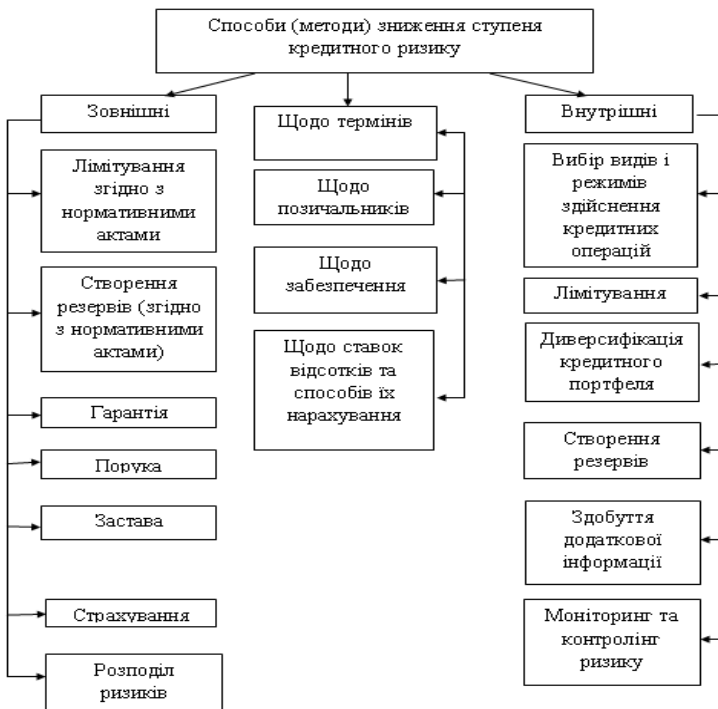 Способи (методи) зниження ступеня
кредитного ризику
Зовнішні
Лімітування
згідно з
нормативними
актами
Створення
резервів (згідно
з нормативними
актами)
Гарантія
Порука
Застава
Страхування
Розподіл
ризиків
Щодо термінів
Щодо
позичальників
Щодо
забезпечення
Щодо ставок
відсотків та
способів їх
нарахування
Внутрішні
Вибір видів і
режимів
здійснення
кредитних
операцій
Лімітування
Диверсифікація
кредитного
портфеля
Створення
резервів
Здобуття
додаткової
інформації
Моніторинг та
контролінг
ризику